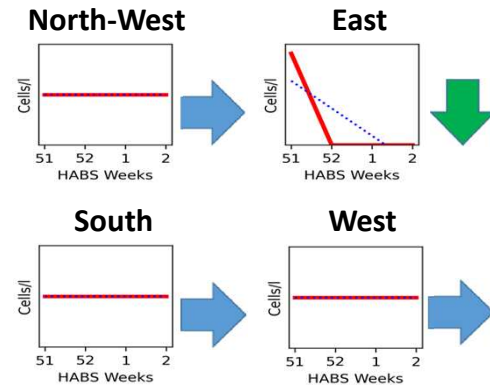 North-West
Cells/l
51 52 1 2
HABS Weeks
East
Cells/l
51 52 1 2
HABS Weeks
South
Cells/l
51 52 1 2
HABS Weeks
West
Cells/l
51 52 1 2
HABS Weeks